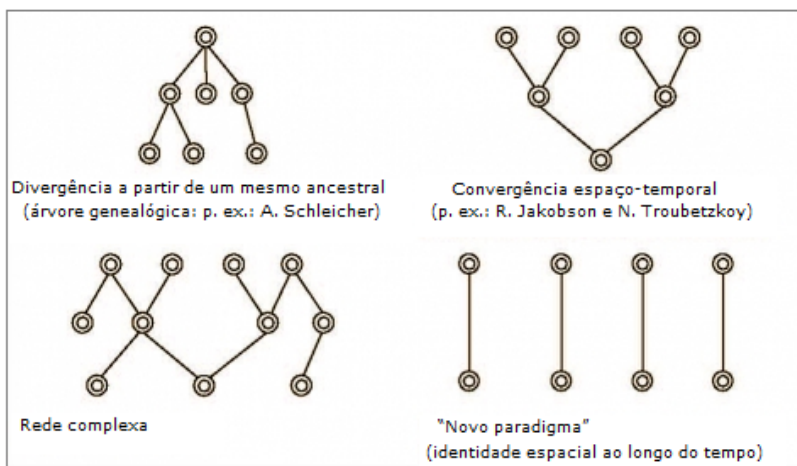 Divergência a partir de um mesmo ancestral
(árvore genealógica: p. ex.: A. Schleicher)
Convergência espaço-temporal
(p. ex.: R. Jakobson e N. Troubetzkoy)
Rede complexa
"Novo paradigma"
(identidade espacial ao longo do tempo)